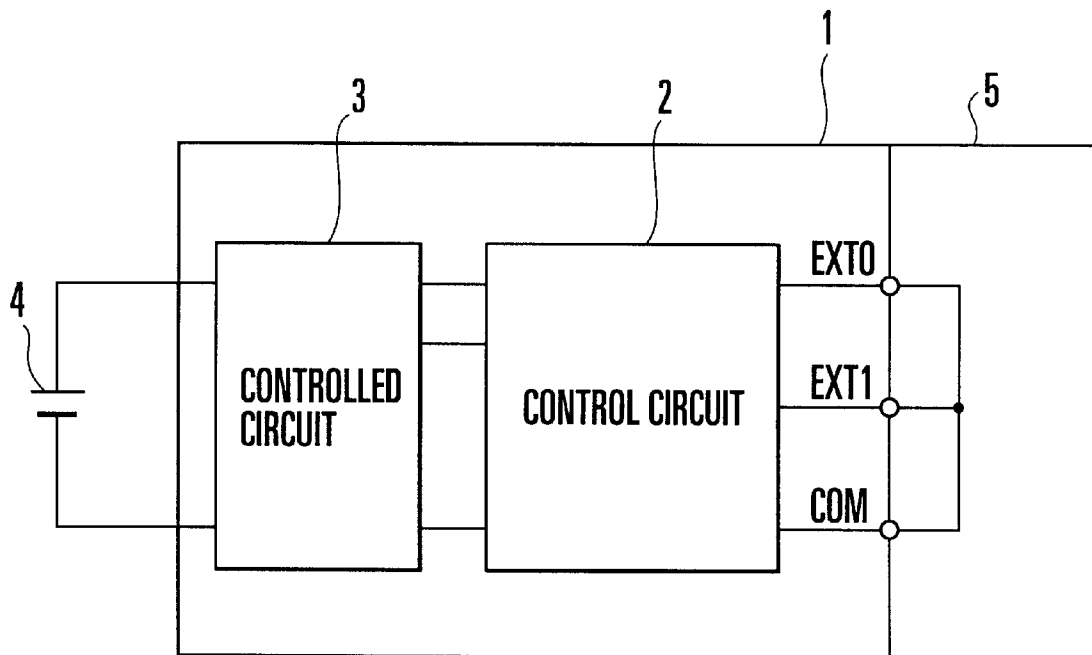 1
5
3
2
EXT0
4
CONTROLLED
CIRCUIT
CONTROL CIRCUIT
EXT1
COM